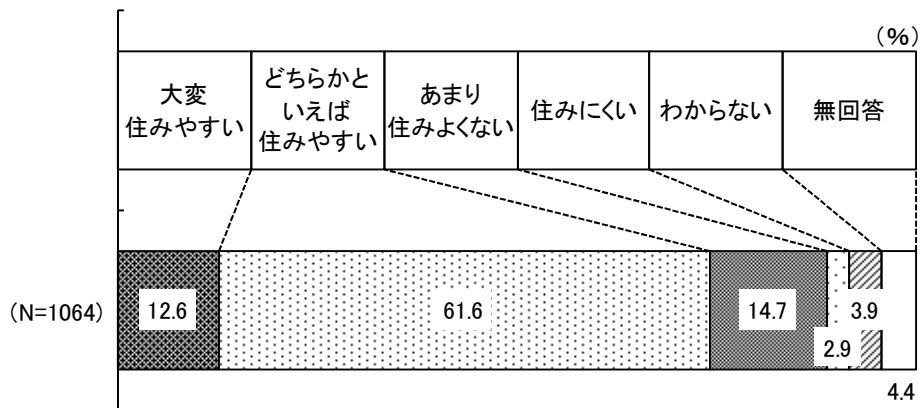 （％）
大変
住みやすい
どちらかと
いえば
住みやすい
あまり
住みよくない
住みにくい
わからない
無回答
(N=1064)
12.6
61.6
14.7
2.9
3.9
4.4